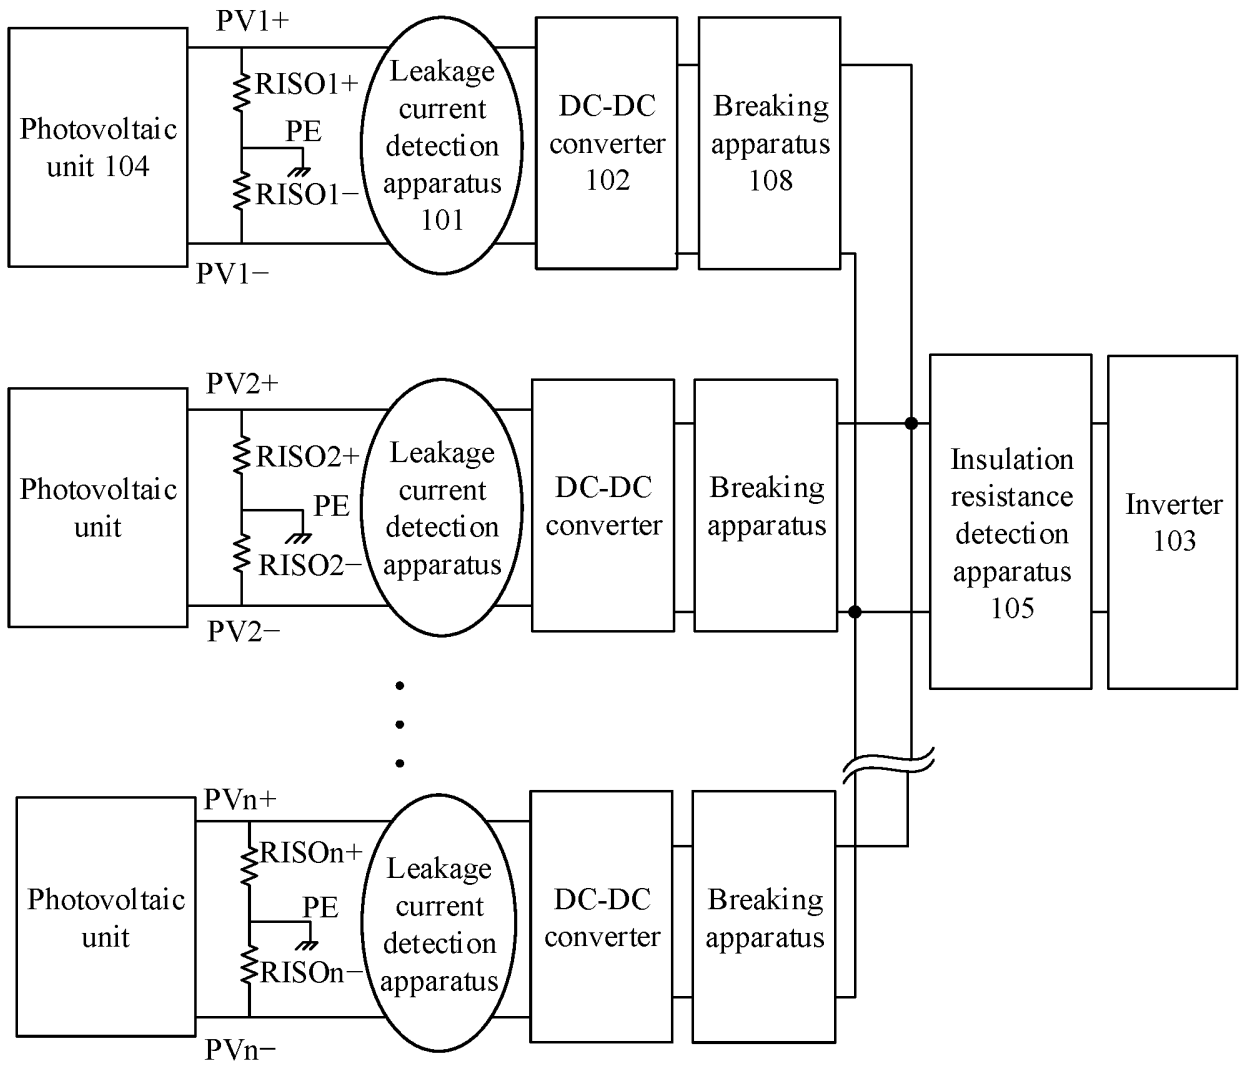 PV1+
Photovoltaic
unit 104
RISO1+
PE
RISO1−
PV1−
Leakage
current
detection
apparatus
101
DC-DC
converter
102
Breaking
apparatus
108
PV2+
Photovoltaic
unit
RISO2+
PE
RISO2−
PV2−
Leakage
current
detection
apparatus
DC-DC
converter
Breaking
apparatus
Insulation
resistance
detection
apparatus
105
Inverter
103
PVn+
Photovoltaic
unit
RISOn+
PE
RISOn−
PVn−
Leakage
current
detection
apparatus
DC-DC
converter
Breaking
apparatus